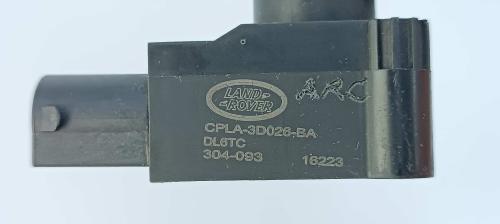 LAND
ROVER
ARC
CPLA-3D026-BA
DL6TC
304-093 16223